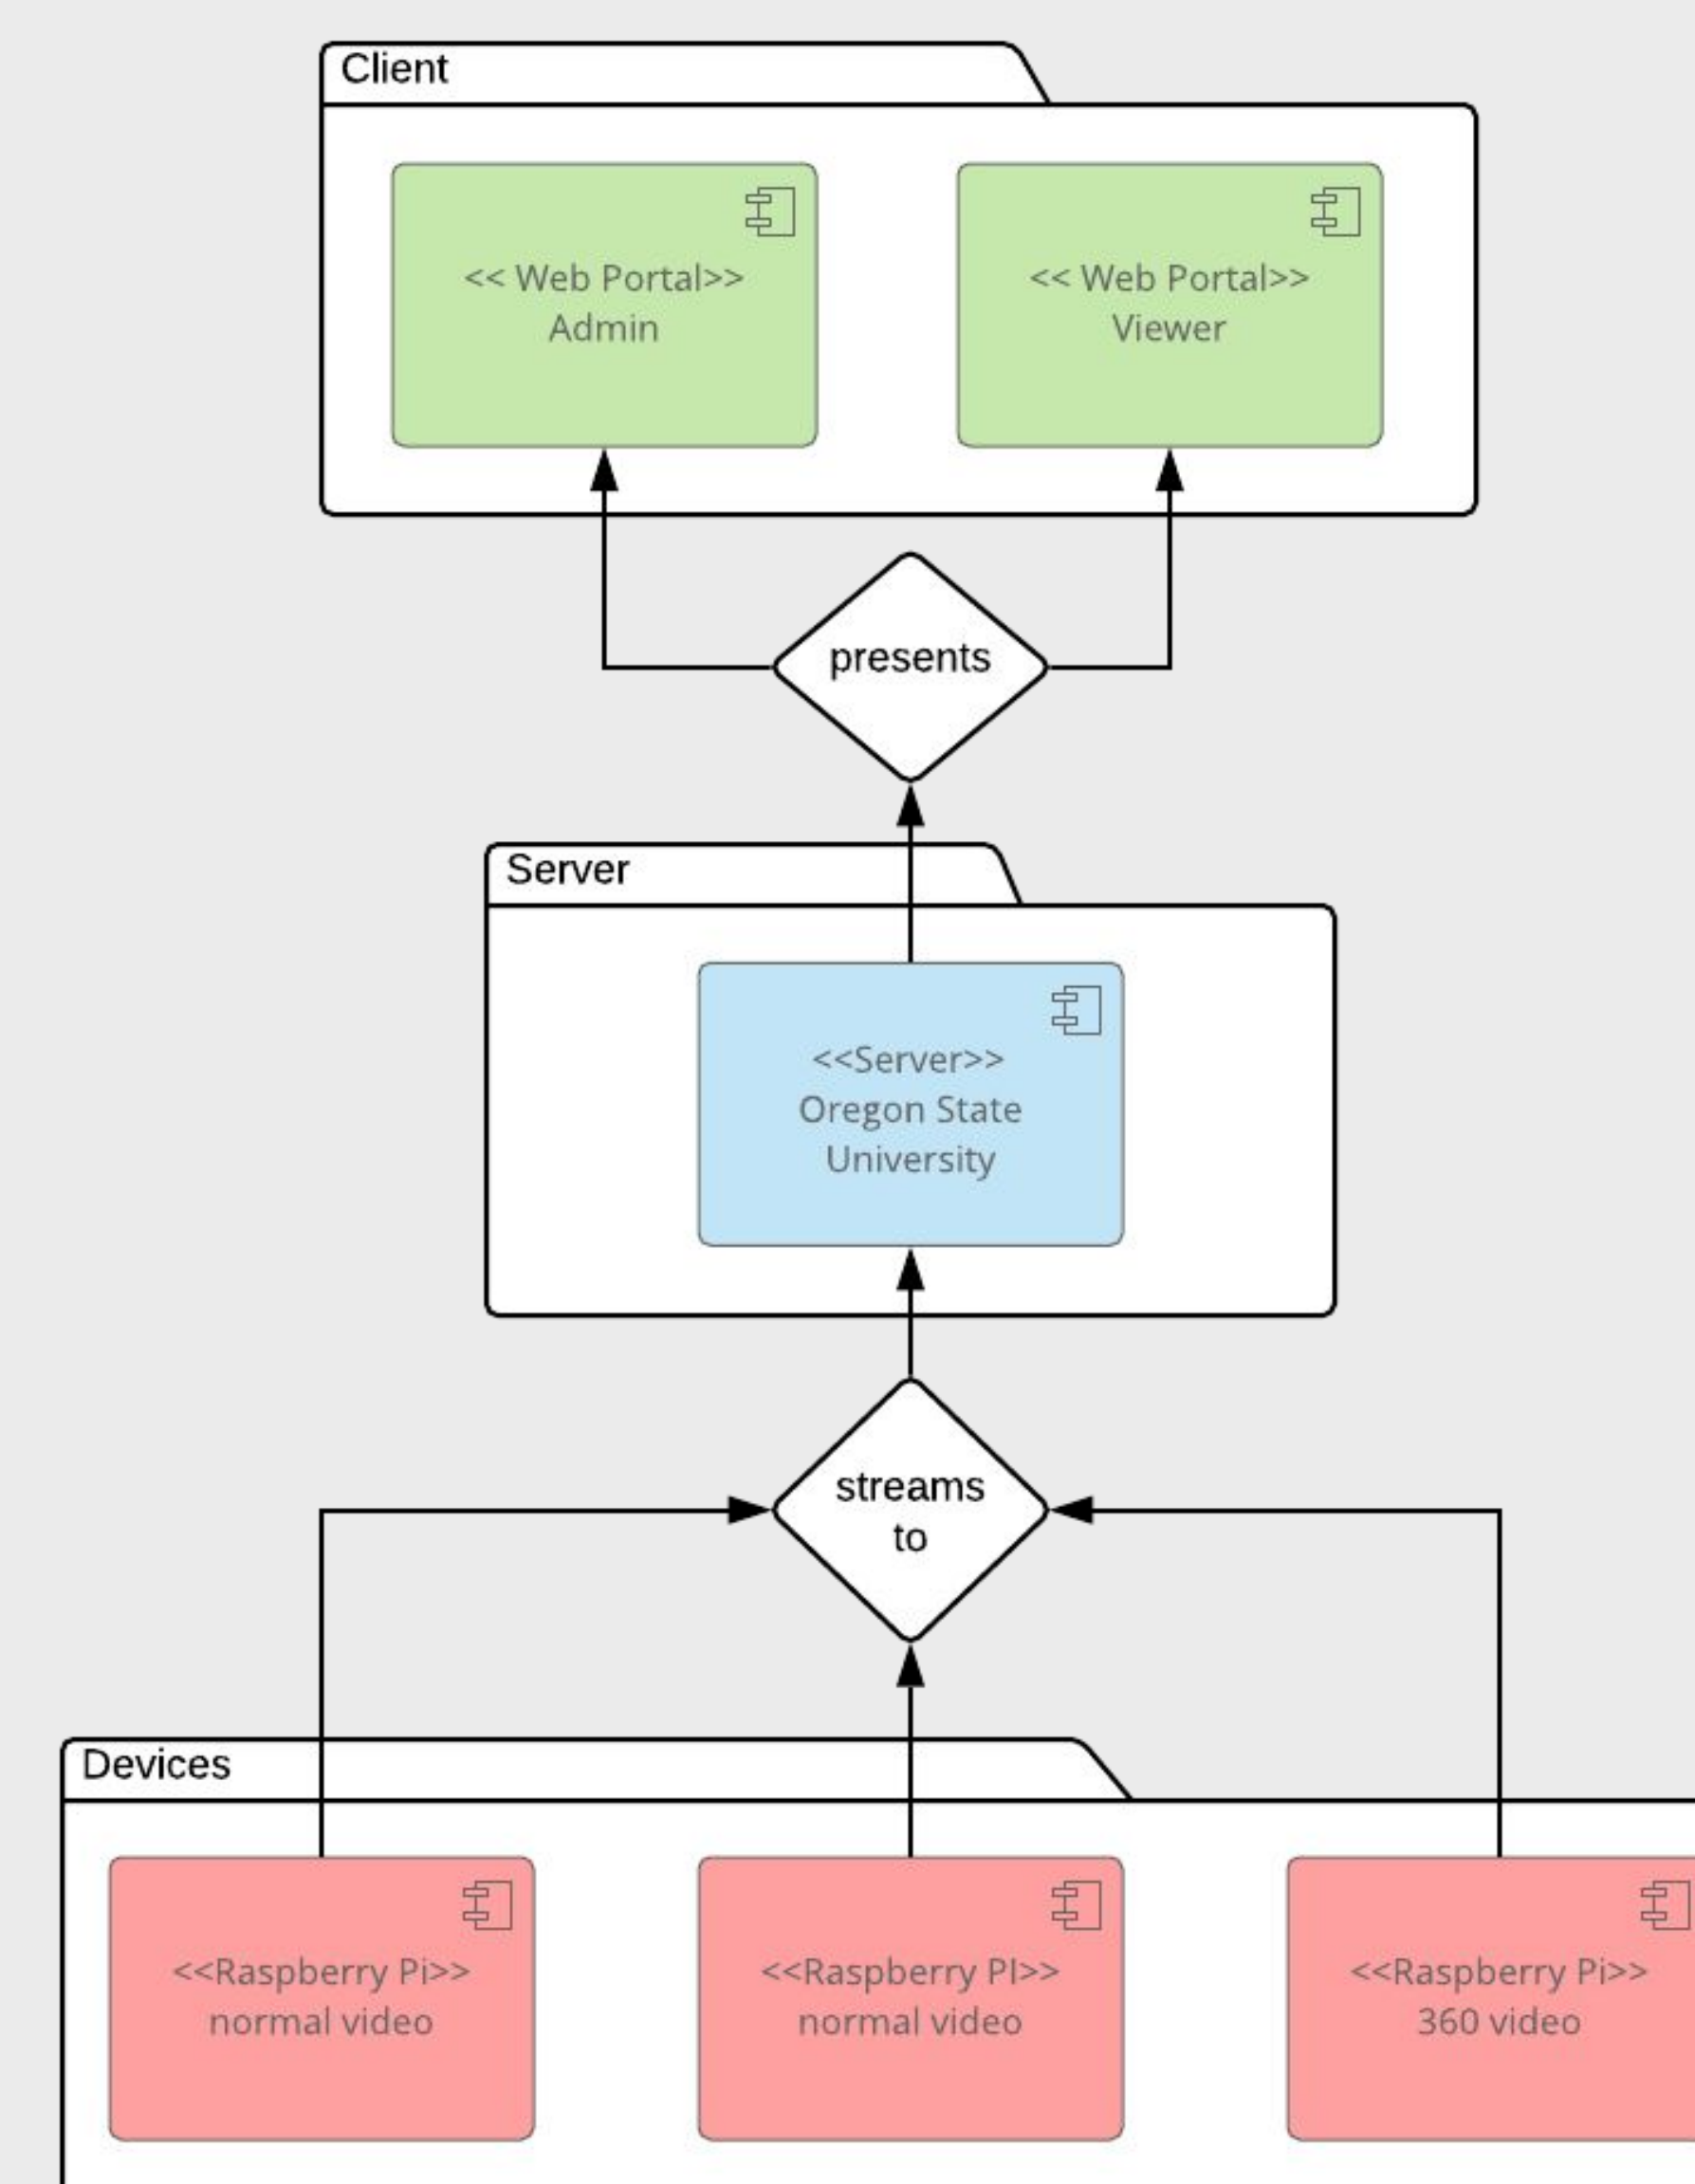 Client
<< Web Portal>>
Admin
<< Web Portal>>
Viewer
presents
Server
<<Server>>
Oregon State
University
streams
to
Devices
<<Raspberry Pi>>
normal video
<<Raspberry PI>>
normal video
<<Raspberry Pi>>
360 video